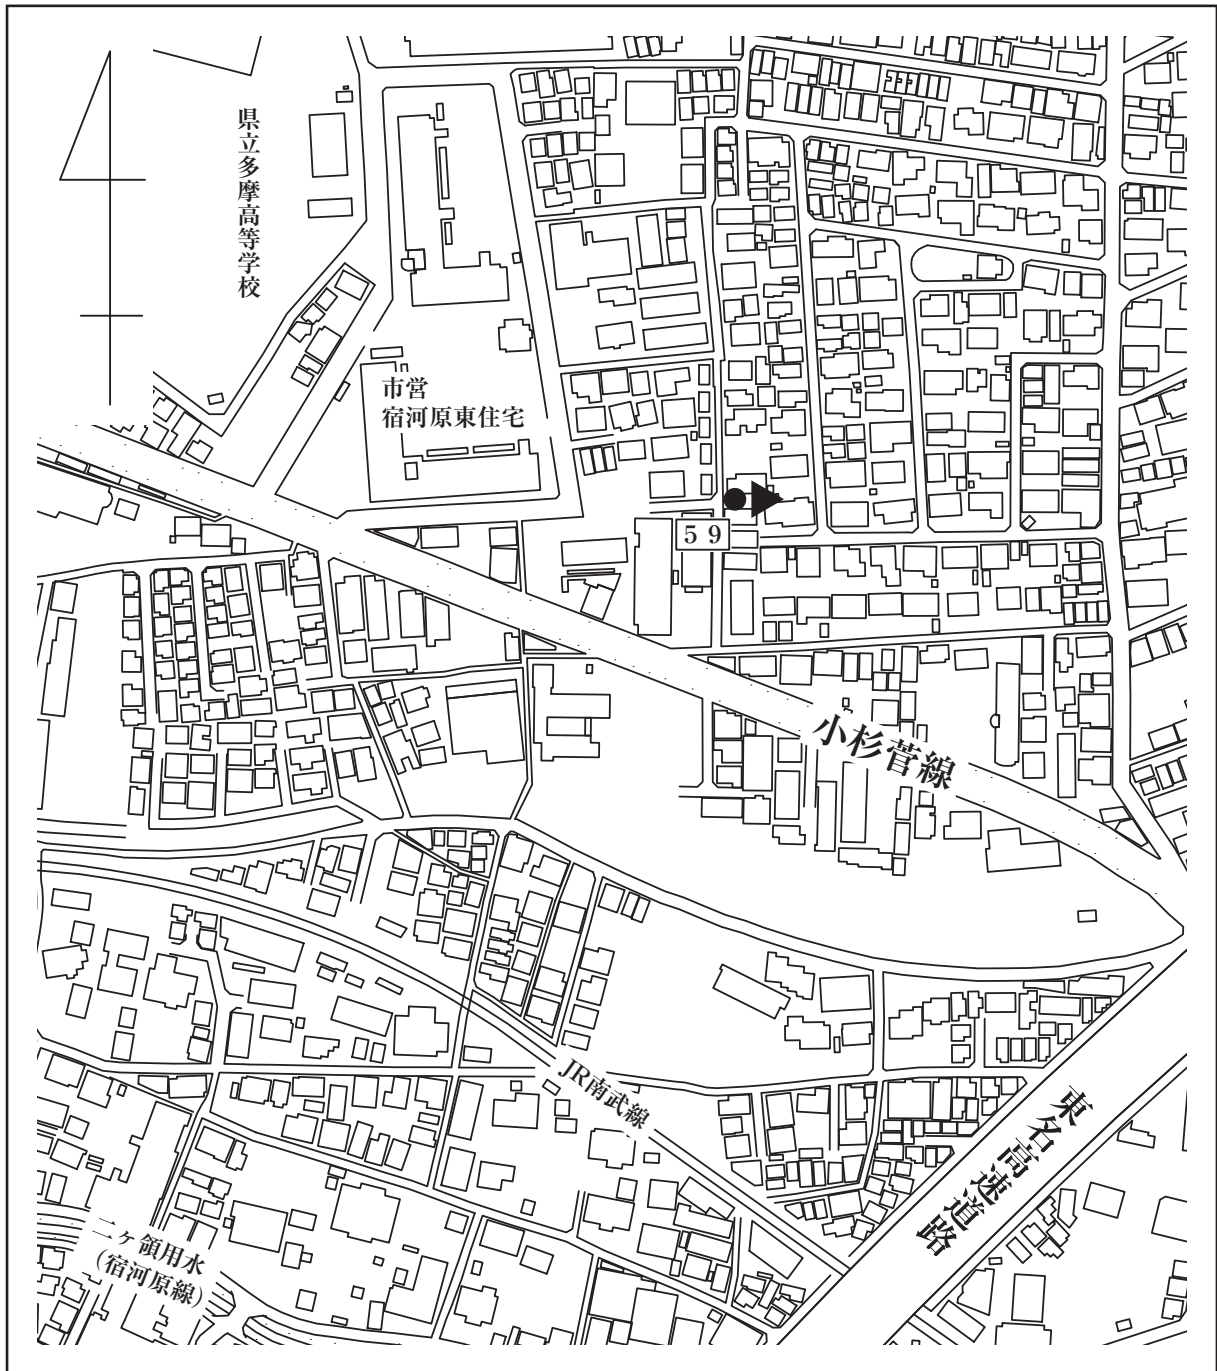 県立多摩高等学校
市営
宿河原東住宅
59
小杉菅線
JR南武線
東名高速道路
二ヶ領用水
(宿河原線)